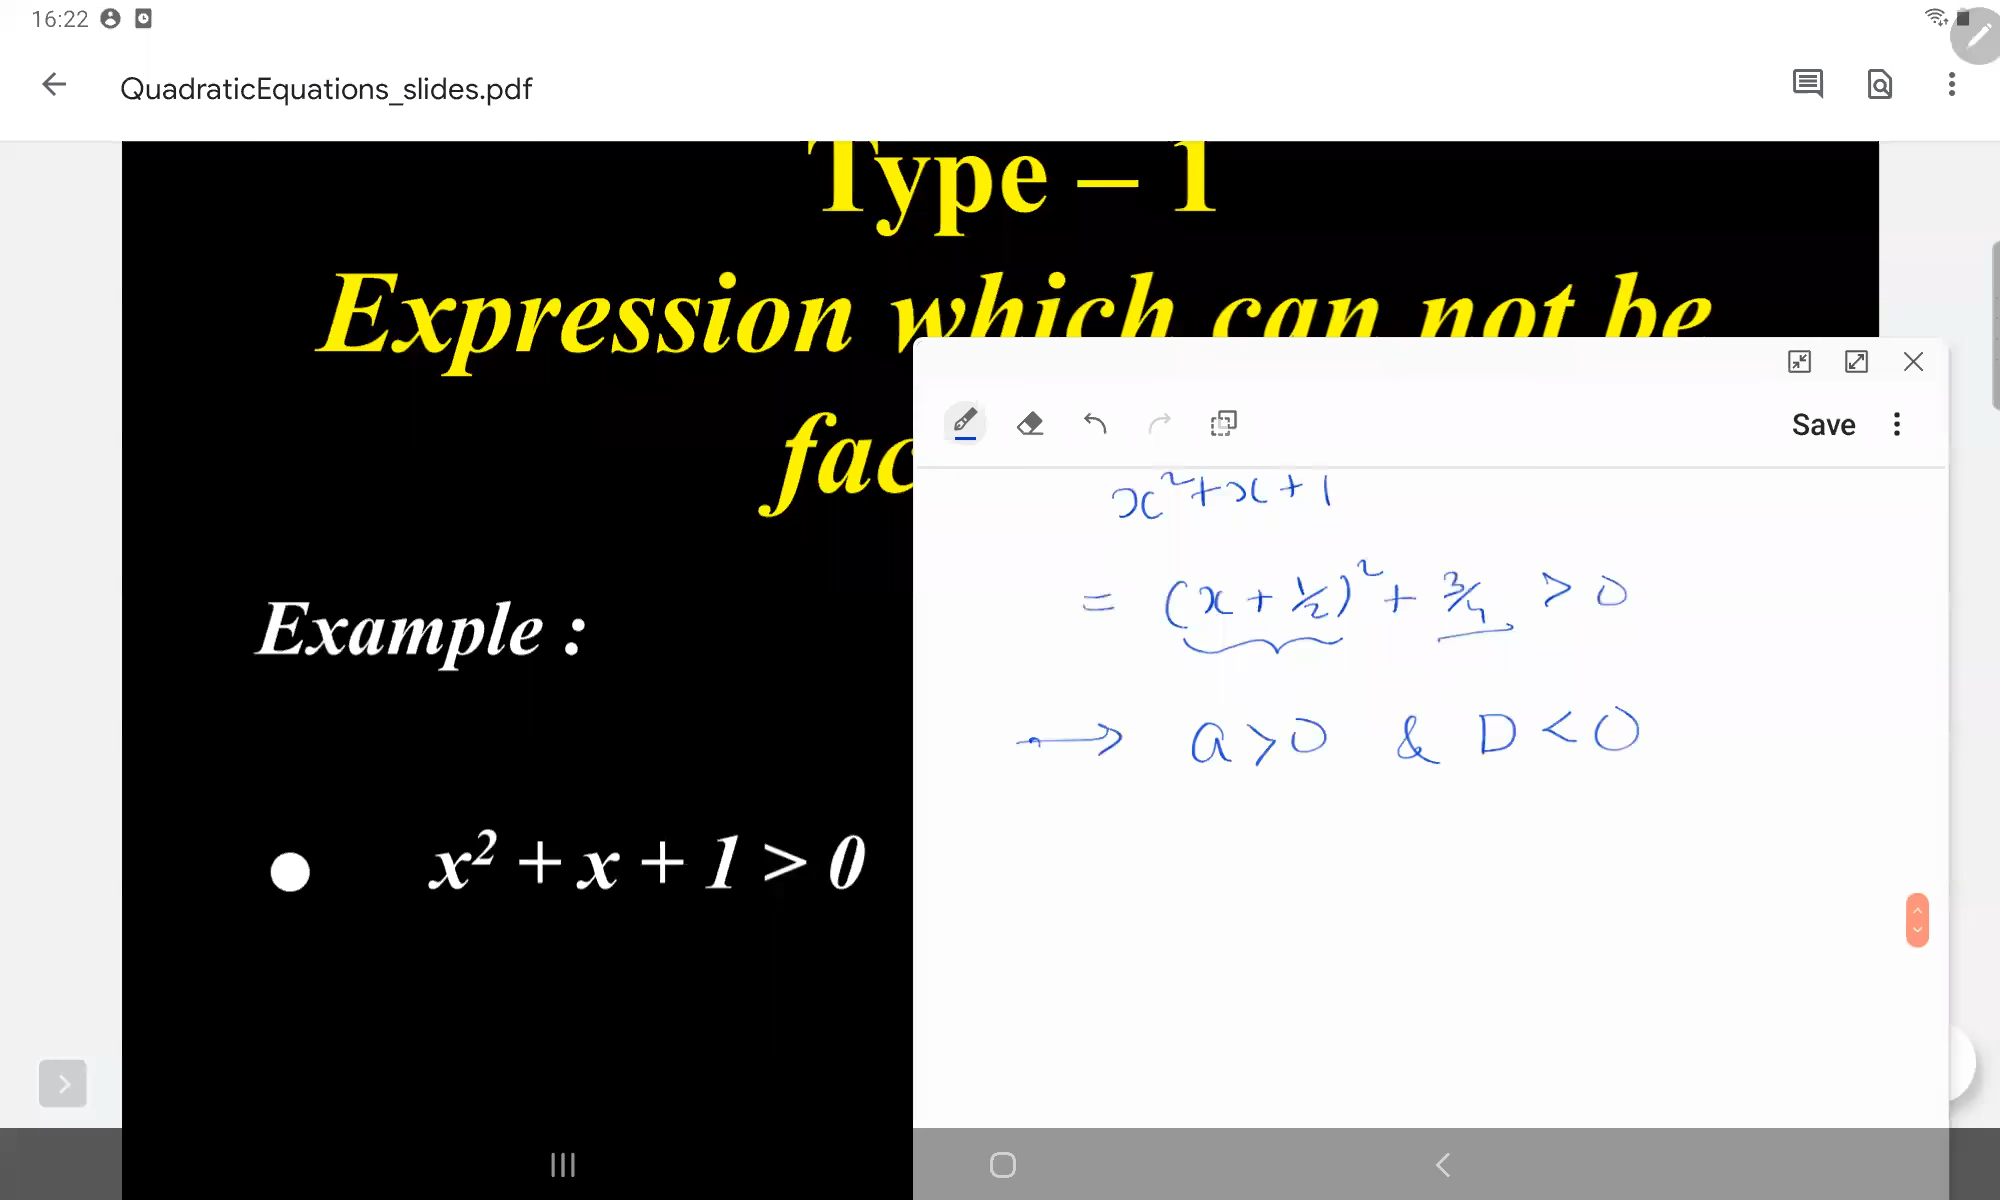 16:22
QuadraticEquations_slides.pdf
Type – 1
Expression which can not be
fac
Save
x² + x + 1
= (x + 1/2)² + 3/4 > 0
→ a > 0 & D < 0
Example :
● x² + x + 1 > 0